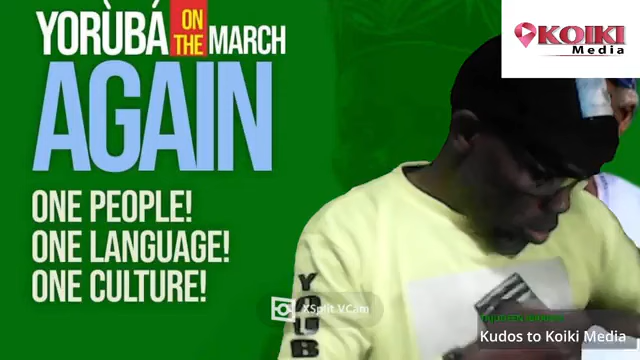 YORÙBÁ ON THE MARCH
AGAIN
ONE PEOPLE!
ONE LANGUAGE!
ONE CULTURE!
KOIKI
Media
XSplit VCam
YOUB
Kudos to Koiki Media